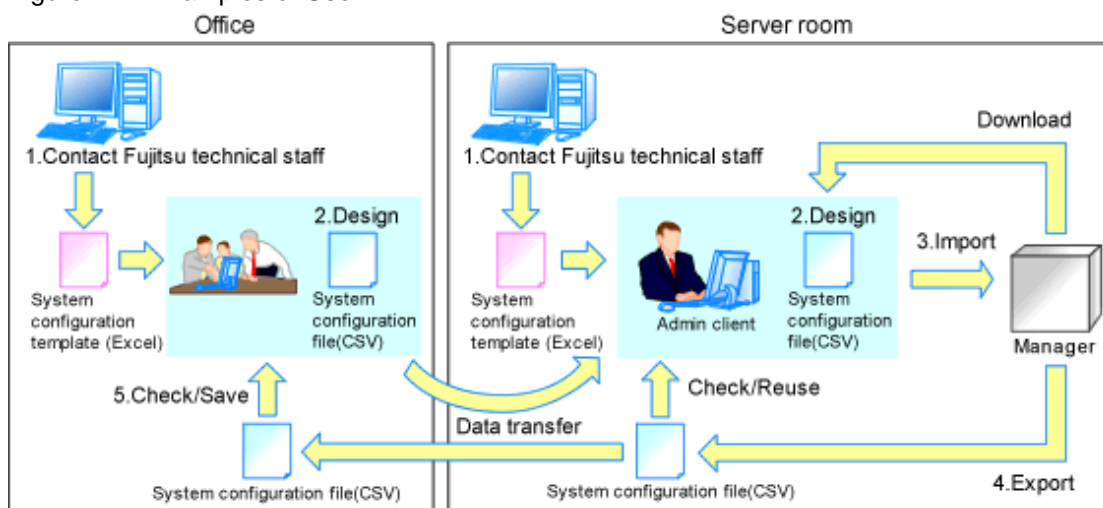 Office
Server room
Download
1.Contact Fujitsu technical staff
1.Contact Fujitsu technical staff
2.Design
2.Design
3.Import
System
configuration
template (Excel)
System
configuration
file(CSV)
System
configuration
template (Excel)
Admin client
System
configuration
file(CSV)
Manager
5.Check/Save
Check/Reuse
Data transfer
System configuration file(CSV)
System configuration file(CSV)
4.Export